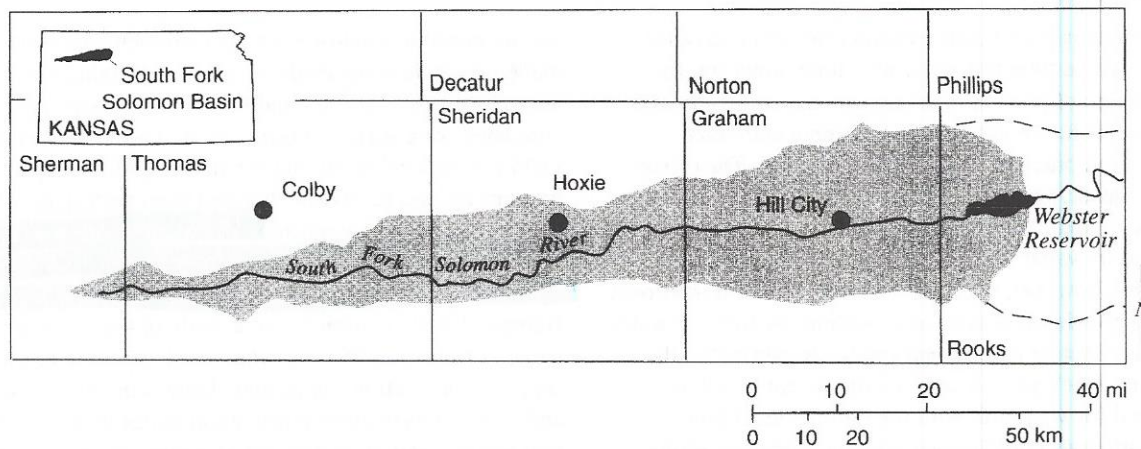 South Fork
Solomon Basin
KANSAS
Decatur
Norton
Phillips
Sheridan
Graham
Sherman
Thomas
Colby
Hoxie
Hill City
Webster
Reservoir
South Fork Solomon River
Rooks
0 10 20 40 mi
0 10 20 50 km